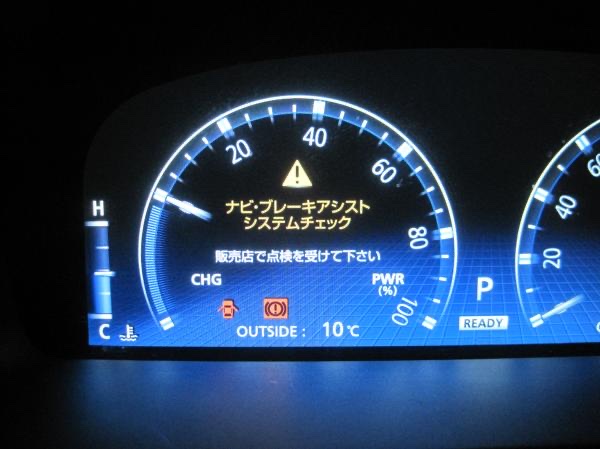 20
40
60
80
100
ナビ・ブレーキアシスト
システムチェック
販売店で点検を受けて下さい
CHG
PWR
(%)
OUTSIDE : 10℃
H
C
P
READY
40
20